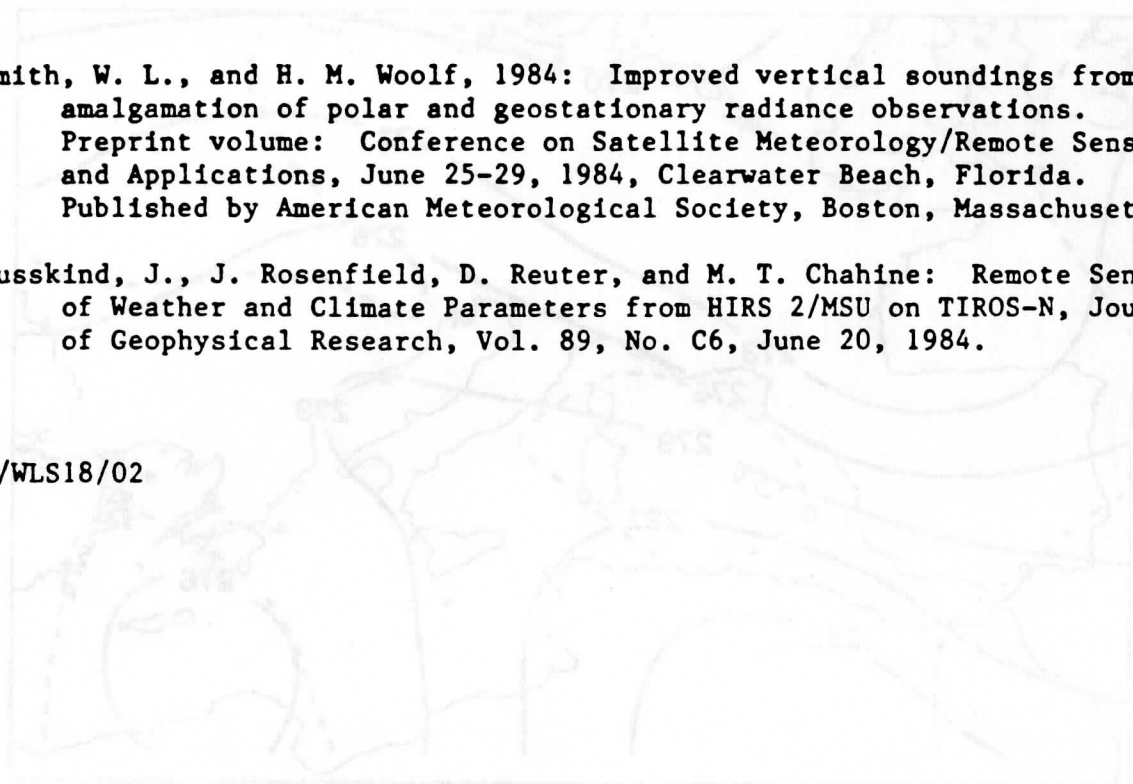 mith, W. L., and H. M. Woolf, 1984: Improved vertical soundings from
amalgamation of polar and geostationary radiance observations.
Preprint volume: Conference on Satellite Meteorology/Remote Sens
and Applications, June 25-29, 1984, Clearwater Beach, Florida.
Published by American Meteorological Society, Boston, Massachuset
usskind, J., J. Rosenfield, D. Reuter, and M. T. Chahine: Remote Sen
of Weather and Climate Parameters from HIRS 2/MSU on TIROS-N, Jou
of Geophysical Research, Vol. 89, No. C6, June 20, 1984.
/WLS18/02